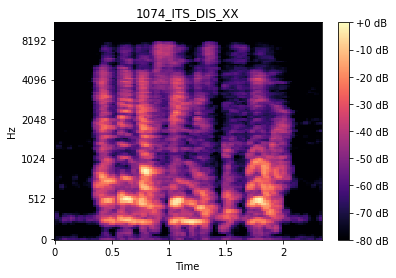 1074_ITS_DIS_XX
8192
4096
2048
1024
512
0
Hz
0
0.5
1
1.5
2
Time
+0 dB
-10 dB
-20 dB
-30 dB
-40 dB
-50 dB
-60 dB
-70 dB
-80 dB